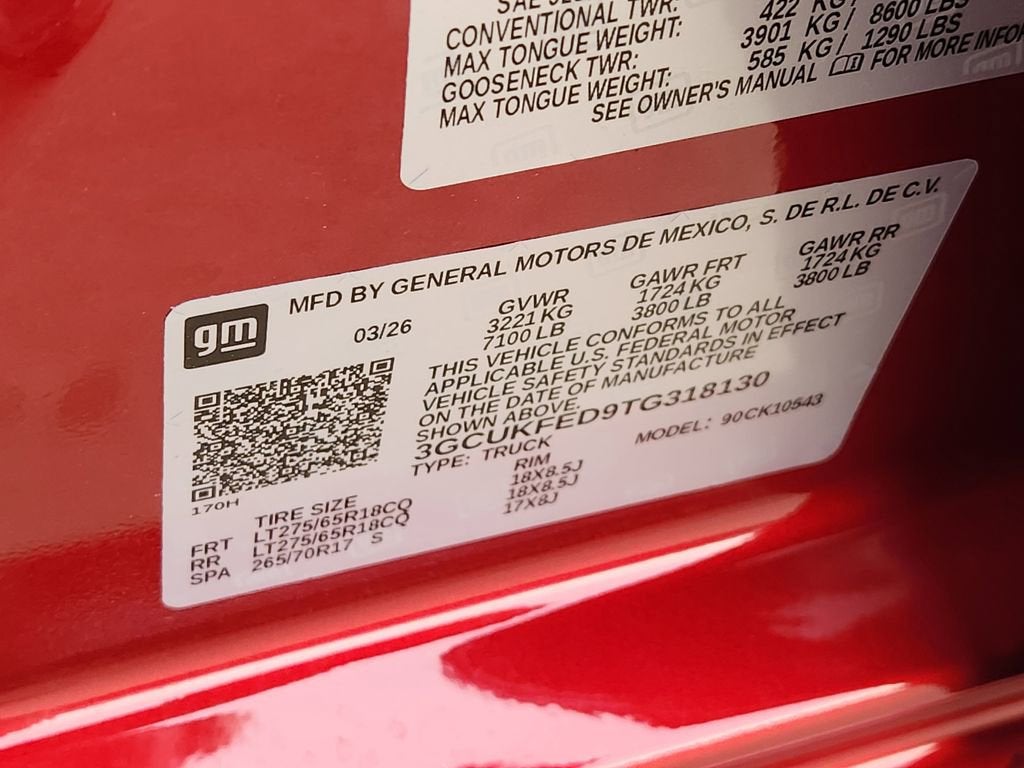 CONVENTIONAL TWR: 422 KG/
MAX TONGUE WEIGHT: 3901 KG/ 8600 LBS
GOOSENECK TWR: 585 KG/ 1290 LBS
MAX TONGUE WEIGHT:
SEE OWNER'S MANUAL FOR MORE
gm
MFD BY GENERAL MOTORS DE MEXICO, S. DE R.L. DE C.V.
03/26 GVWR GAWR FRT GAWR RR
3221 KG 1724 KG 1724 KG
7100 LB 3800 LB 3800 LB
THIS VEHICLE CONFORMS TO ALL
APPLICABLE U.S. FEDERAL MOTOR
VEHICLE SAFETY STANDARDS IN EFFECT
ON THE DATE OF MANUFACTURE
SHOWN ABOVE.
3GCUKFED9TG318130
TYPE: TRUCK MODEL: 90CK10543
170H
TIRE SIZE RIM
FRT LT275/65R18CQ 18X8.5J
RR LT275/65R18CQ 18X8.5J
SPA 265/70R17 S 17X8J